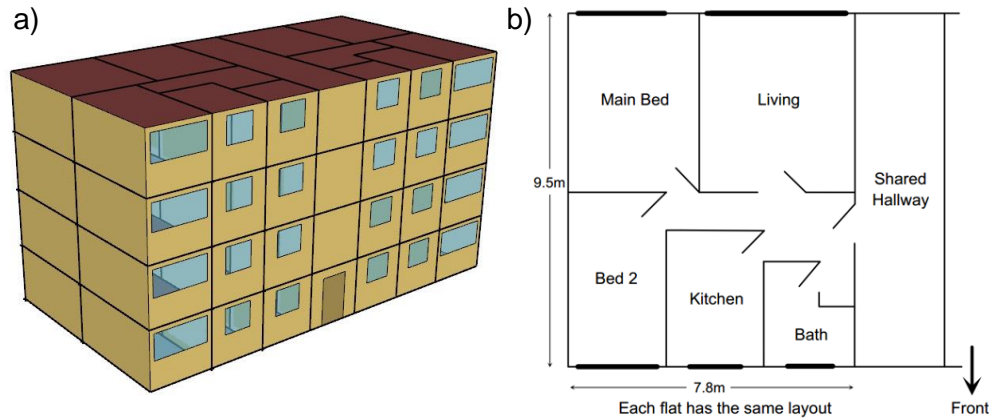 a)
b)
Main Bed
Living
9.5m
Shared
Hallway
Bed 2
Kitchen
Bath
7.8m
Each flat has the same layout
Front